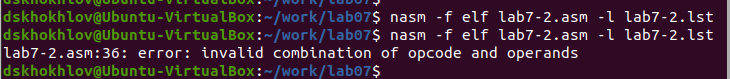 dskhokhlov@Ubuntu-VirtualBox:~/work/lab07$ nasm -f elf lab7-2.asm -l lab7-2.lst
dskhokhlov@Ubuntu-VirtualBox:~/work/lab07$ nasm -f elf lab7-2.asm -l lab7-2.lst
lab7-2.asm:36: error: invalid combination of opcode and operands
dskhokhlov@Ubuntu-VirtualBox:~/work/lab07$